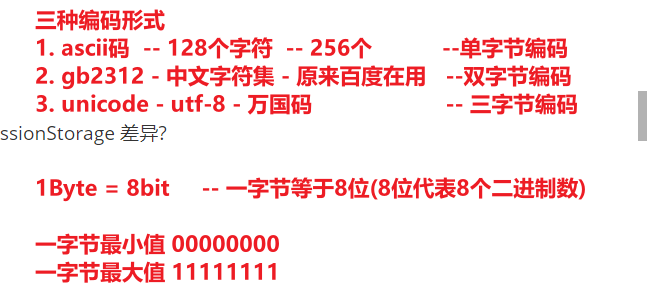 三种编码形式
1. ascii码 -- 128个字符 -- 256个 --单字节编码
2. gb2312 - 中文字符集 - 原来百度在用 --双字节编码
3. unicode - utf-8 - 万国码 -- 三字节编码
ssionStorage 差异?
1Byte = 8bit -- 一字节等于8位(8位代表8个二进制数)
一字节最小值 00000000
一字节最大值 11111111